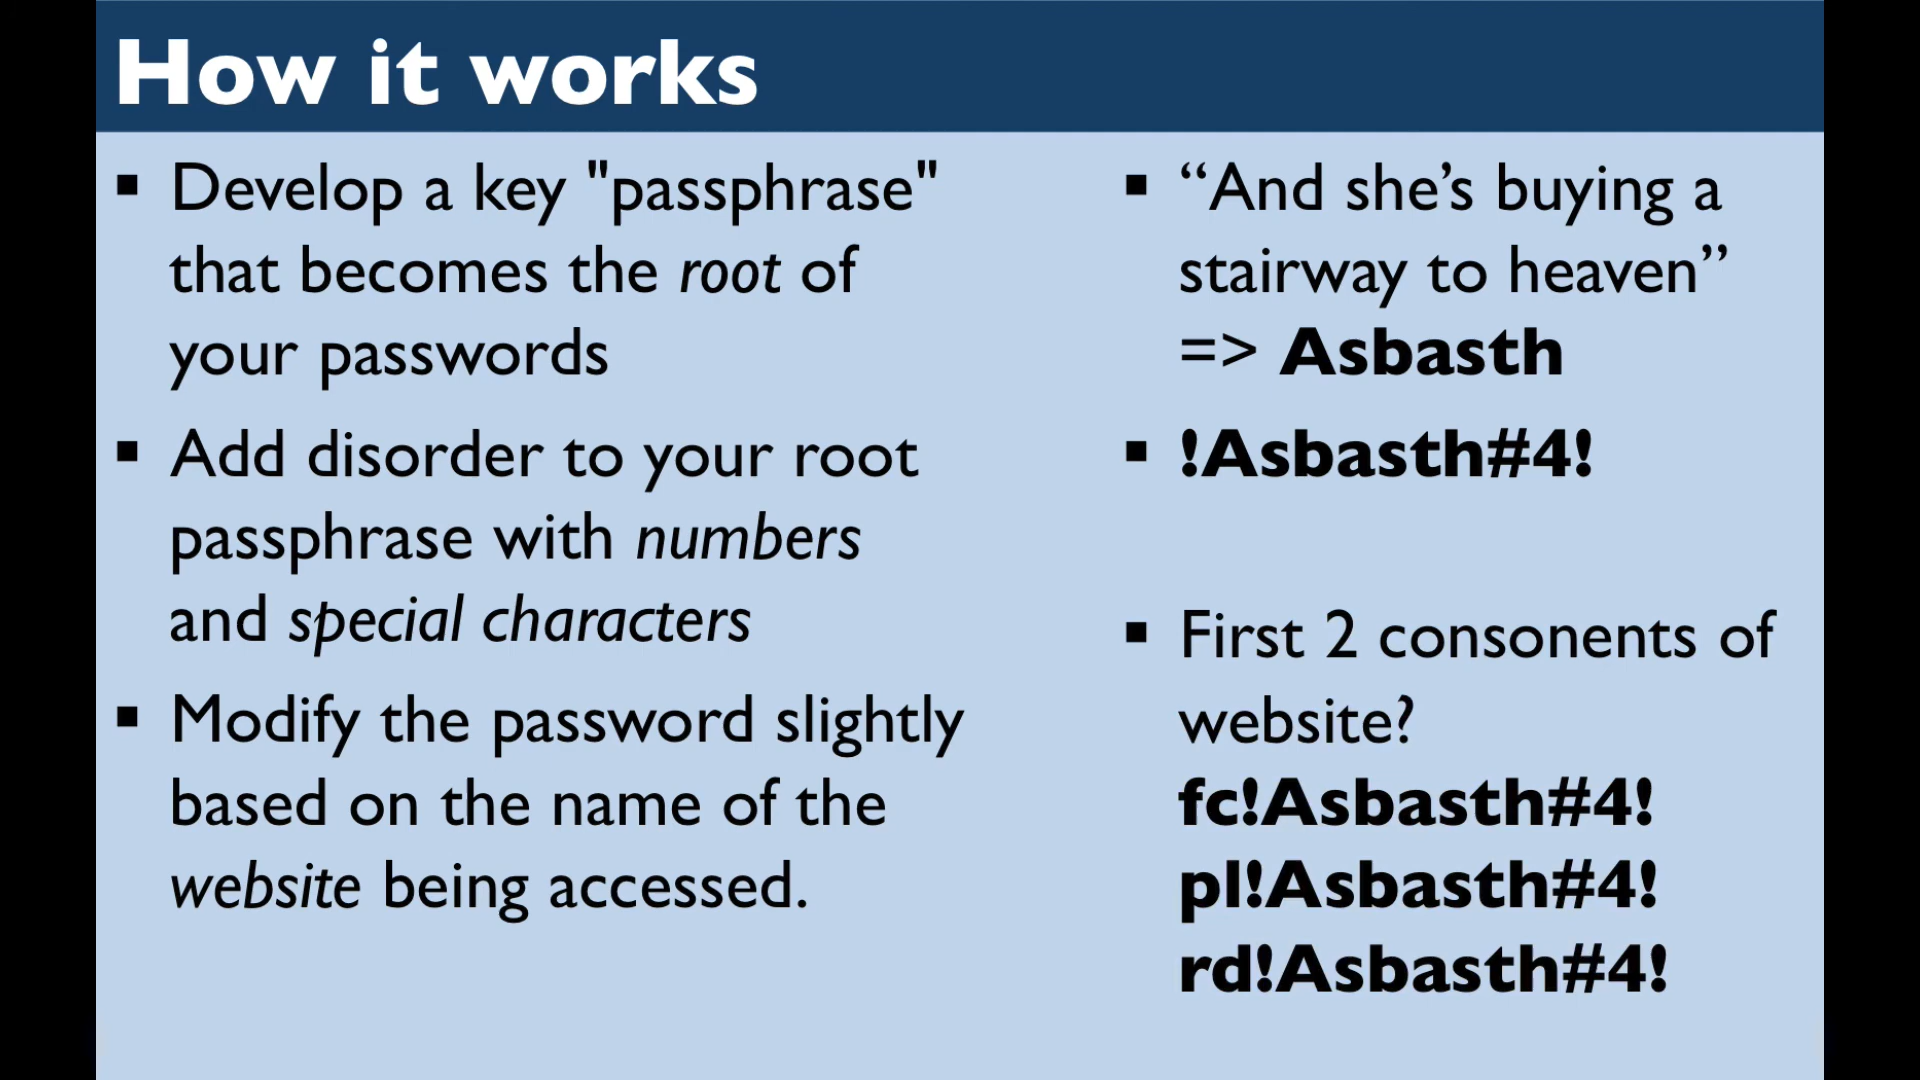 How it works
▪ Develop a key "passphrase"
that becomes the root of
your passwords
▪ Add disorder to your root
passphrase with numbers
and special characters
▪ Modify the password slightly
based on the name of the
website being accessed.
▪ “And she’s buying a
stairway to heaven”
=> Asbasth
▪ !Asbasth#4!
▪ First 2 consonents of
website?
fc!Asbasth#4!
pl!Asbasth#4!
rd!Asbasth#4!